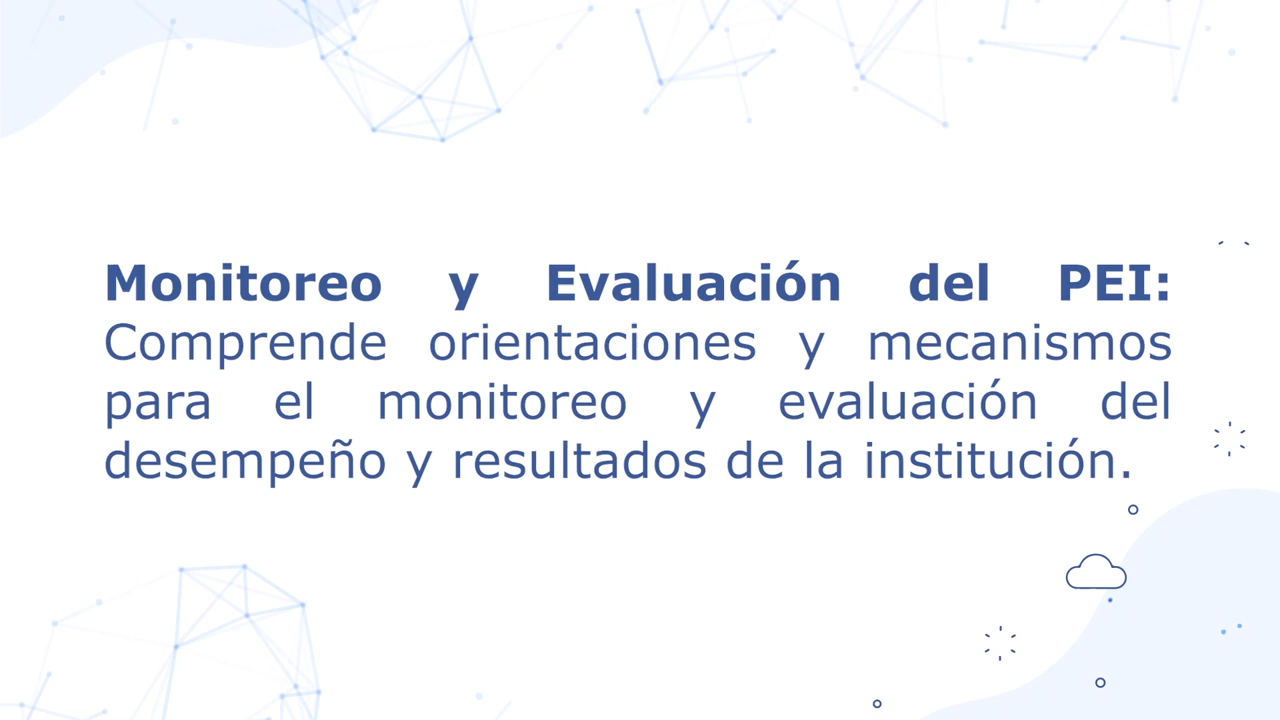 Monitoreo y Evaluación del PEI:
Comprende orientaciones y mecanismos
para el monitoreo y evaluación del
desempeño y resultados de la institución.